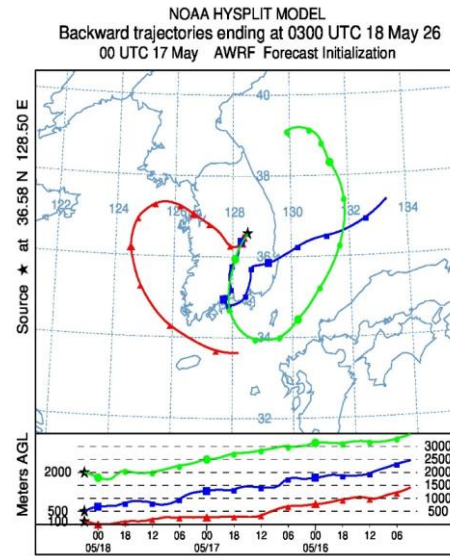 NOAA HYSPLIT MODEL
Backward trajectories ending at 0300 UTC 18 May 26
00 UTC 17 May AWRF Forecast Initialization
Source ★ at 36.58 N 128.50 E
40
38
122 124 126 128 130 132 134
36
34
32
Meters AGL
2000
500
100
3000
2500
2000
1500
1000
500
00 18 12 06 00 18 12 06 00 18 12 06
05/18 05/17 05/16